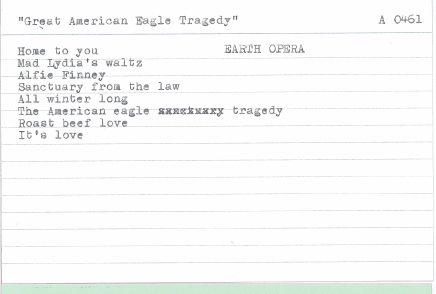 "Great American Eagle Tragedy" A 0461
Home to you EARTH OPERA
Mad Lydia's waltz
Alfie Finney
Sanctuary from the law
All winter long
The American eagle tragedy
Roast beef love
It's love